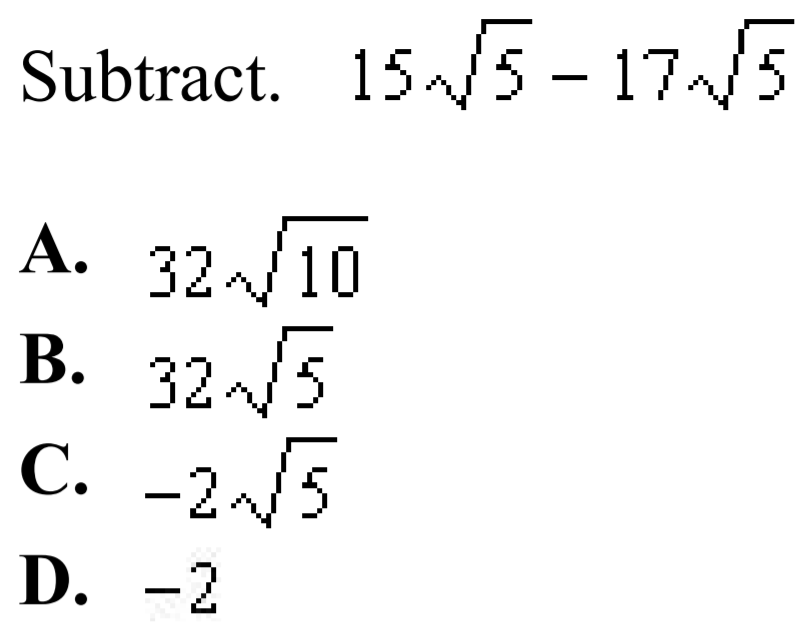 Subtract. 15√5 − 17√5
A. 32√10
B. 32√5
C. −2√5
D. −2